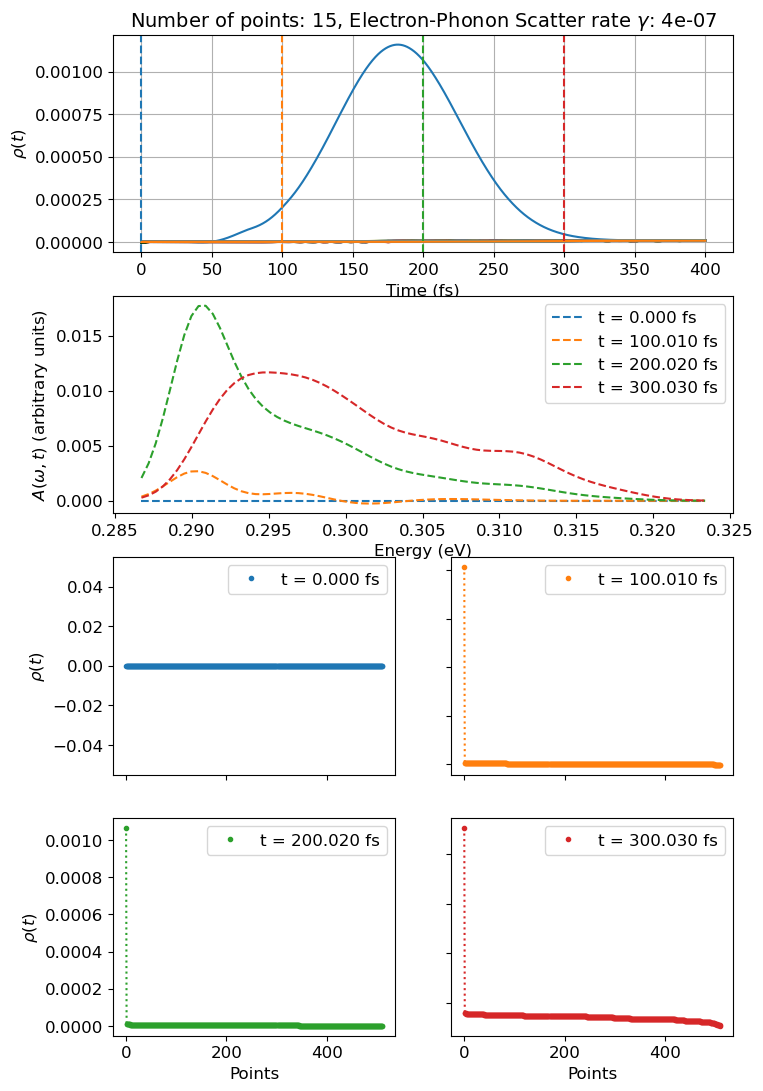 Number of points: 15, Electron-Phonon Scatter rate γ: 4e-07
0.00100
0.00075
0.00050
0.00025
0.00000
ρ(t)
0 50 100 150 200 250 300 350 400
Time (fs)
0.015
0.010
0.005
0.000
A(ω, t) (arbitrary units)
t = 0.000 fs
t = 100.010 fs
t = 200.020 fs
t = 300.030 fs
0.285 0.290 0.295 0.300 0.305 0.310 0.315 0.320 0.325
Energy (eV)
0.04
0.02
0.00
−0.02
−0.04
ρ(t)
t = 0.000 fs
t = 100.010 fs
0.0010
0.0008
0.0006
0.0004
0.0002
0.0000
ρ(t)
t = 200.020 fs
0 200 400
Points
t = 300.030 fs
0 200 400
Points